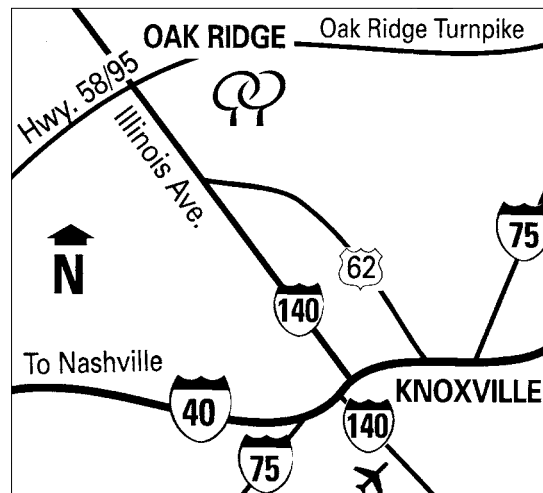 OAK RIDGE
Oak Ridge Turnpike
Hwy. 58/95
Illinois Ave.
75
N
62
140
To Nashville
40
KNOXVILLE
140
75